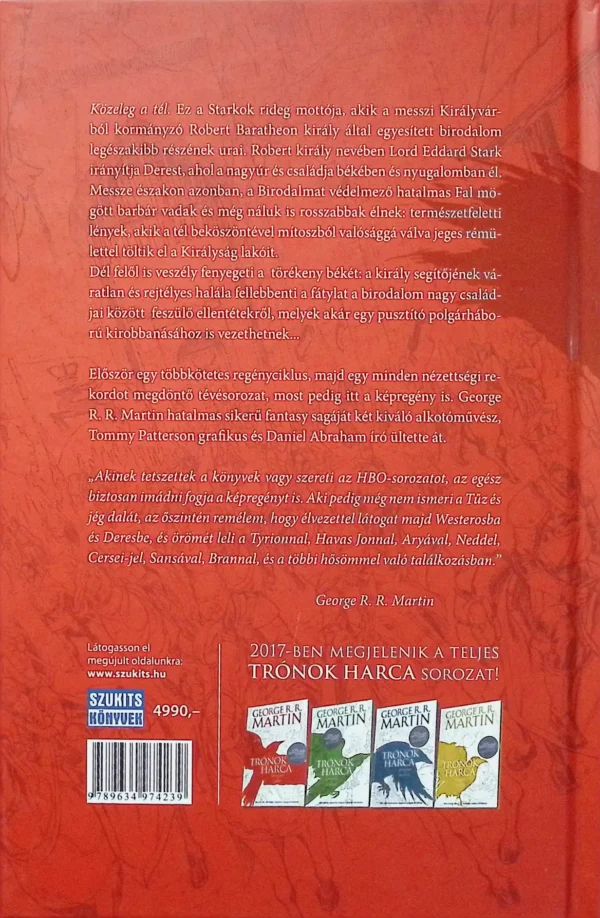 Közeleg a tél. Ez a Starkok rideg mottója, akik a messzi Királyvár-
ból kormányzó Robert Baratheon király által egyesített birodalom
legészakibb részének urai. Robert király nevében Lord Eddard Stark
irányítja Derest, ahol a nagyúr és családja békében és nyugalomban él.
Messze északon azonban, a Birodalmat védelmező hatalmas Fal mö-
gött barbár vadak és még náluk is rosszabbak élnek: természetfeletti
lények, akik a tél beköszöntével mítoszból valósággá válva jeges rémü-
lettel töltik el a Királyság lakóit.
Dél felől is veszély fenyegeti a törékeny békét: a király segítőjének vá-
ratlan és rejtélyes halála fellebbenti a fátylat a birodalom nagy család-
jai között feszülő ellentétekről, melyek akár egy pusztító polgárhábo-
rú kirobbanásához is vezethetnek...
Először egy többkötetes regényciklus, majd egy minden nézettségi re-
kordot megdöntő tévésorozat, most pedig itt a képregény is. George
R. R. Martin hatalmas sikerű fantasy sagáját két kiváló alkotóművész,
Tommy Patterson grafikus és Daniel Abraham író ültette át.
„Akinek tetszettek a könyvek vagy szereti az HBO-sorozatot, az egész
biztosan imádni fogja a képregényt is. Aki pedig még nem ismeri a Tűz és
jég dalát, az őszintén remélem, hogy élvezettel látogat majd Westerosba
és Deresbe, és örömét leli a Tyrionnal, Havas Jonnal, Aryával, Neddel,
Cersei-jel, Sansával, Brannal, és a többi hősömmel való találkozásban.”
George R. R. Martin
Látogasson el
megújult oldalunkra:
www.szukits.hu
SZUKITS
KÖNYVEK
4990,–
9 789634 974239
2017-BEN MEGJELENIK A TELJES
TRÓNOK HARCA SOROZAT!
GEORGE R. R.
MARTIN
TRÓNOK
HARCA
GEORGE R. R.
MARTIN
TRÓNOK
HARCA
GEORGE R. R.
MARTIN
TRÓNOK
HARCA
GEORGE R. R.
MARTIN
TRÓNOK
HARCA